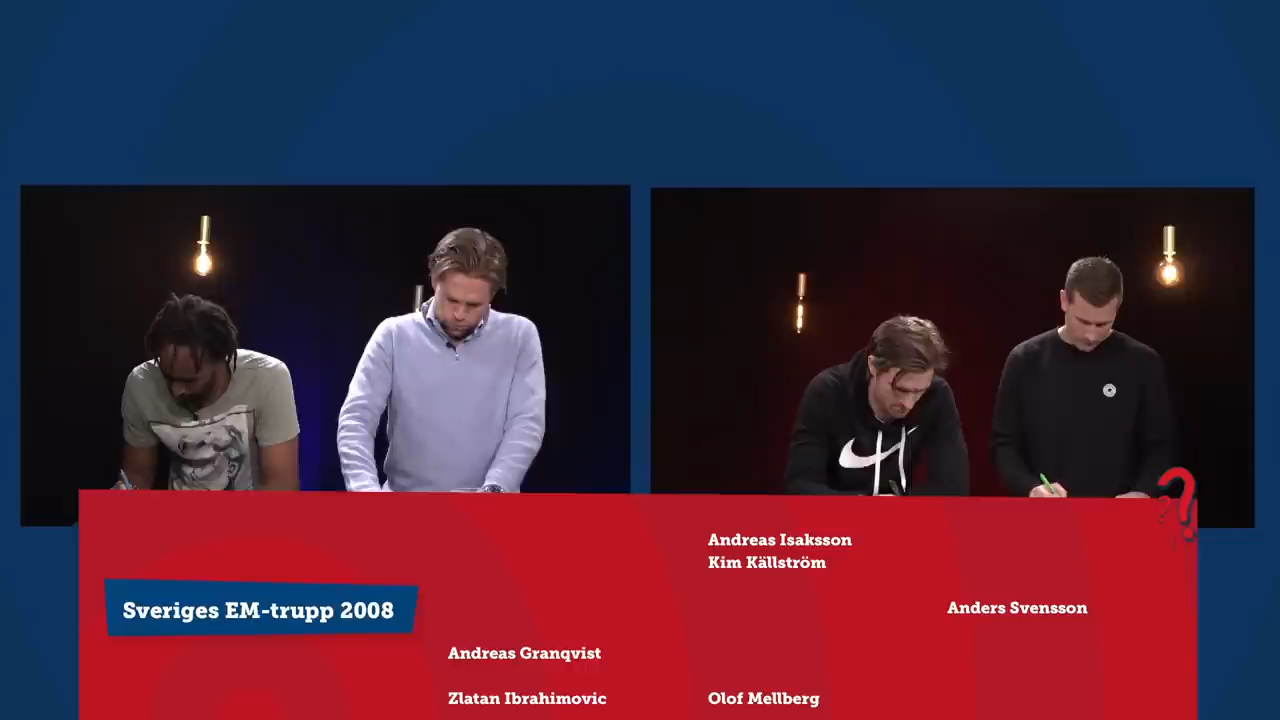 Andreas Isaksson
Kim Källström
Anders Svensson
Sveriges EM-trupp 2008
Andreas Granqvist
Zlatan Ibrahimovic
Olof Mellberg
?